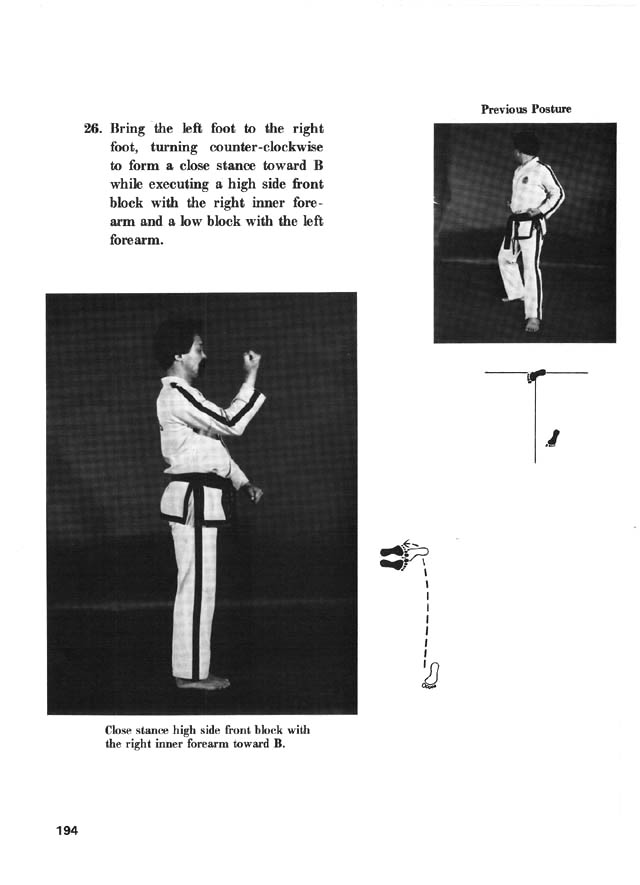 Previous Posture
26. Bring the left foot to the right
foot, turning counter-clockwise
to form a close stance toward B
while executing a high side front
block with the right inner fore-
arm and a low block with the left
forearm.
Close stance high side front block with
the right inner forearm toward B.
194